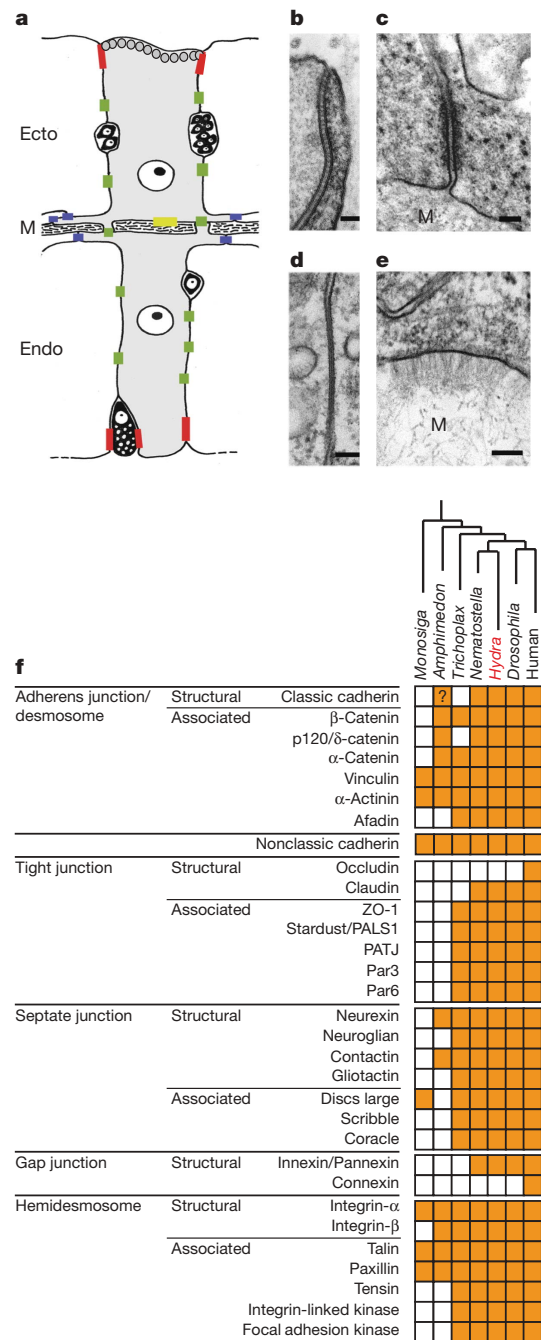 a
b
c
Ecto
M
Endo
M
d
e
M
f
Monosiga
Amphimedon
Trichoplax
Nematostella
Hydra
Drosophila
Human
Adherens junction/ Structural Classic cadherin ?
desmosome Associated β-Catenin
p120/δ-catenin
α-Catenin
Vinculin
α-Actinin
Afadin
Nonclassic cadherin
Tight junction Structural Occludin
Claudin
Associated ZO-1
Stardust/PALS1
PATJ
Par3
Par6
Septate junction Structural Neurexin
Neuroglian
Contactin
Gliotactin
Associated Discs large
Scribble
Coracle
Gap junction Structural Innexin/Pannexin
Connexin
Hemidesmosome Structural Integrin-α
Integrin-β
Associated Talin
Paxillin
Tensin
Integrin-linked kinase
Focal adhesion kinase